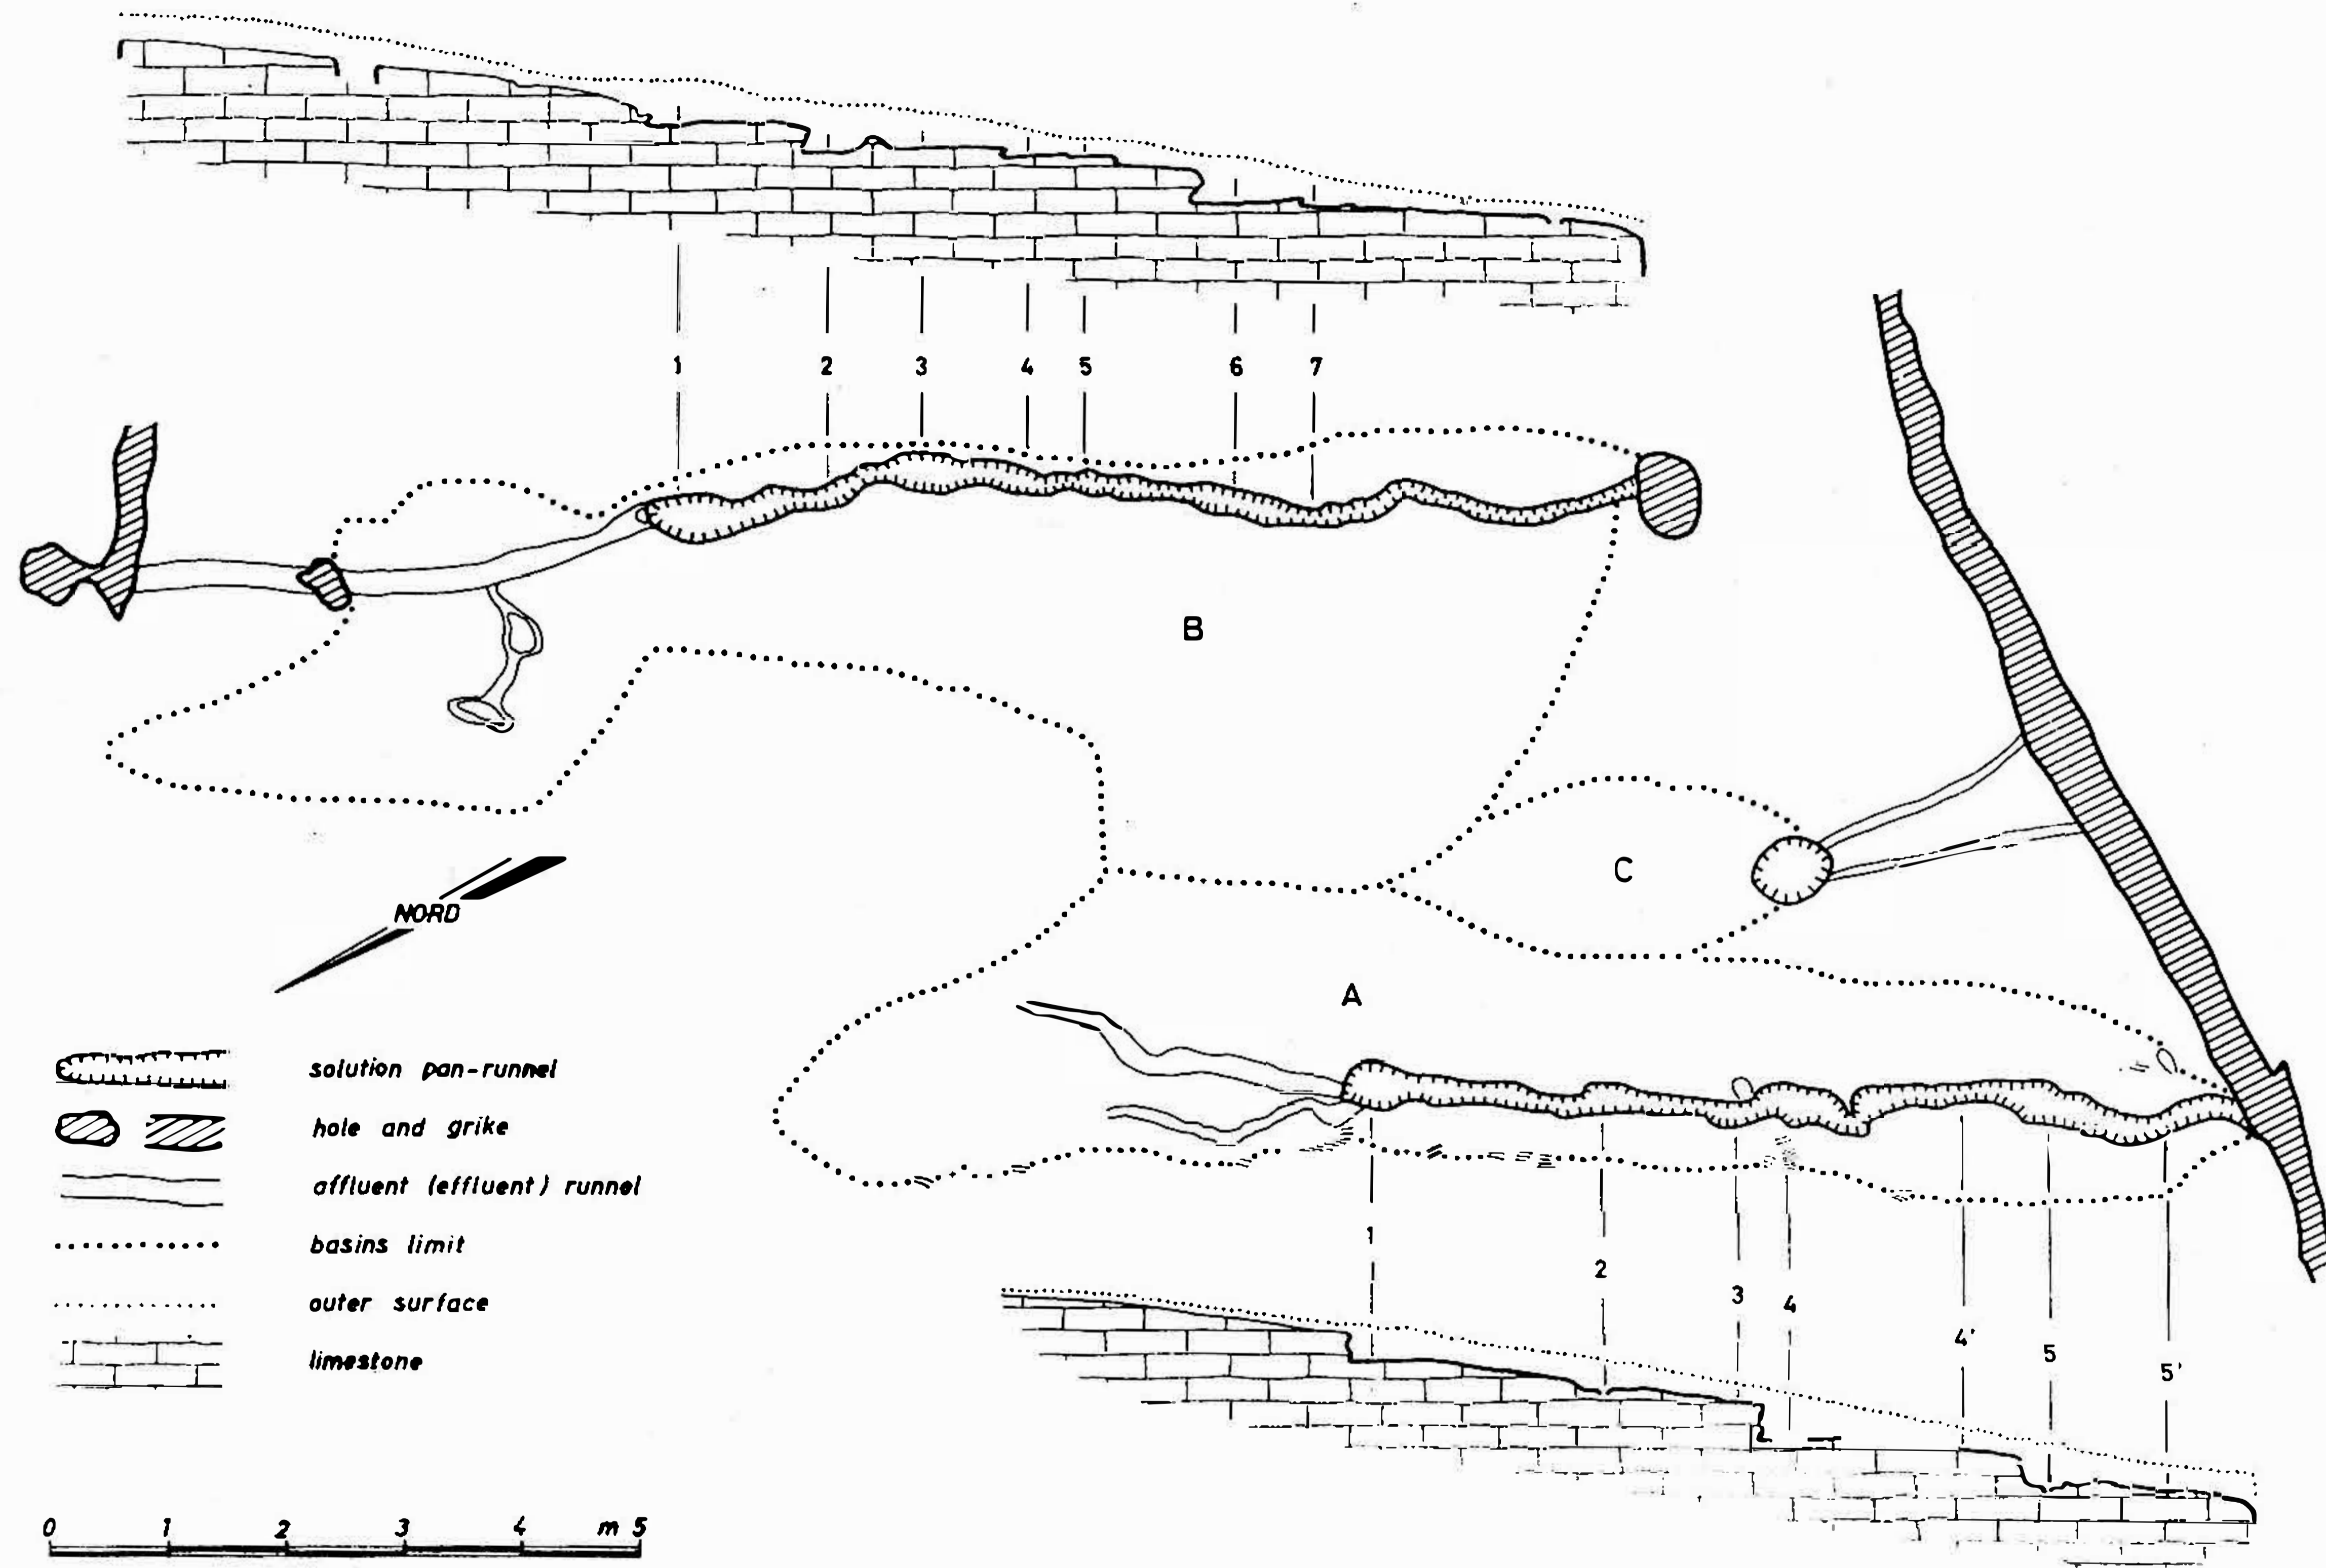 1 2 3 4 5 6 7
B
C
NORD
A
solution pan-runnel
hole and grike
affluent (effluent) runnel
basins limit
outer surface
limestone
1
2
3
4
4'
5
5'
0 1 2 3 4 m 5